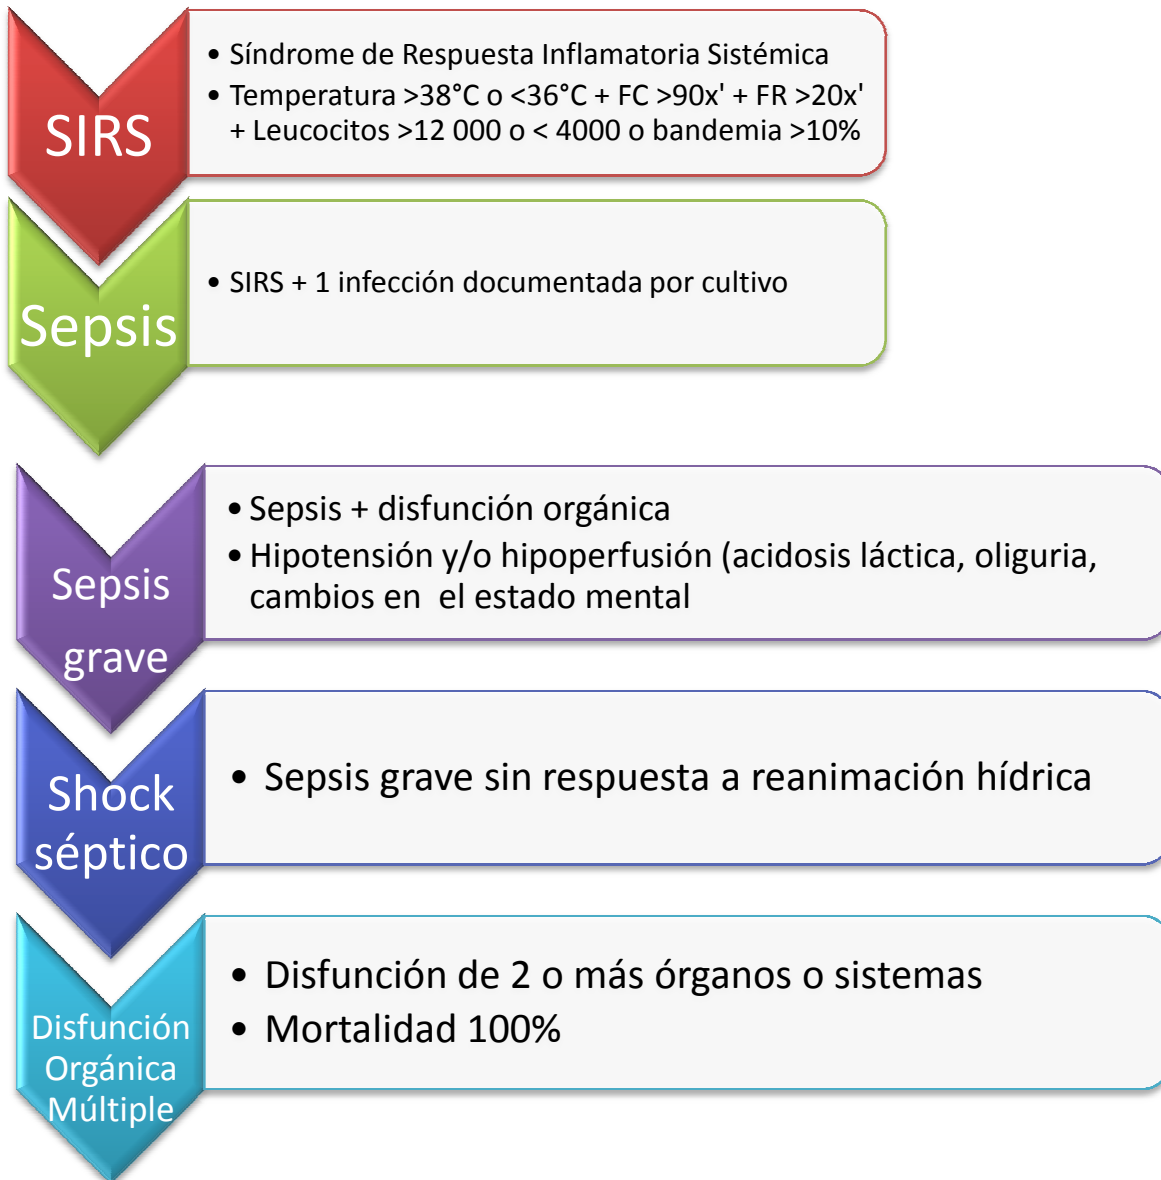 SIRS
• Síndrome de Respuesta Inflamatoria Sistémica
• Temperatura >38°C o <36°C + FC >90x' + FR >20x'
+ Leucocitos >12 000 o < 4000 o bandemia >10%
Sepsis
• SIRS + 1 infección documentada por cultivo
Sepsis
grave
• Sepsis + disfunción orgánica
• Hipotensión y/o hipoperfusión (acidosis láctica, oliguria,
cambios en el estado mental
Shock
séptico
• Sepsis grave sin respuesta a reanimación hídrica
Disfunción
Orgánica
Múltiple
• Disfunción de 2 o más órganos o sistemas
• Mortalidad 100%